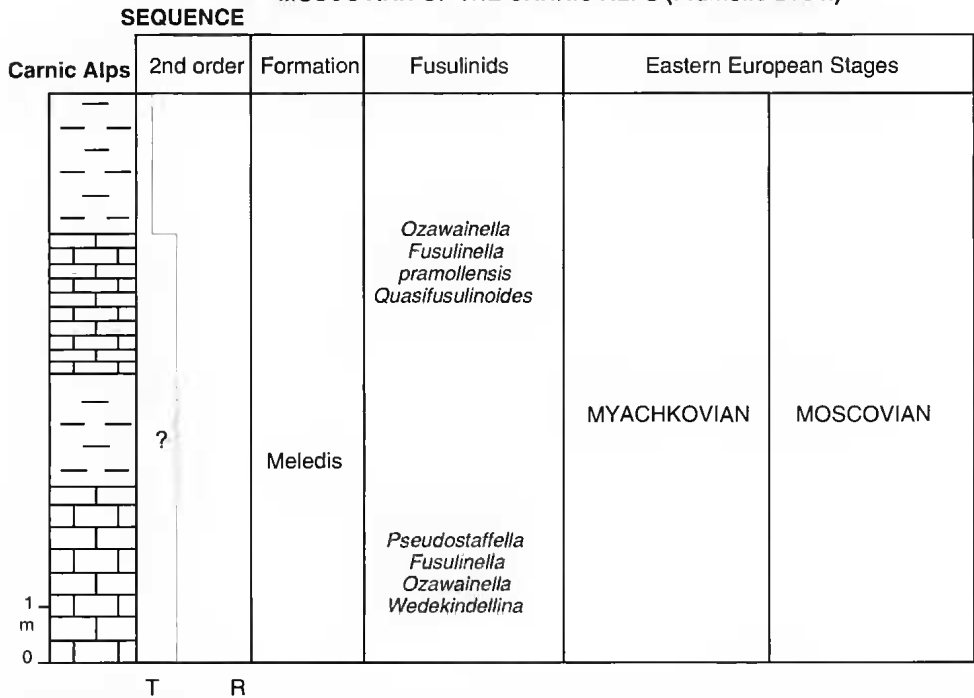 SEQUENCE
Carnic Alps
2nd order
Formation
Fusulinids
Eastern European Stages
Ozawainella
Fusulinella
pramollensis
Quasifusulinoides
?
Meledis
MYACHKOVIAN
MOSCOVIAN
Pseudostaffella
Fusulinella
Ozawainella
Wedekindellina
1
m
0
T
R